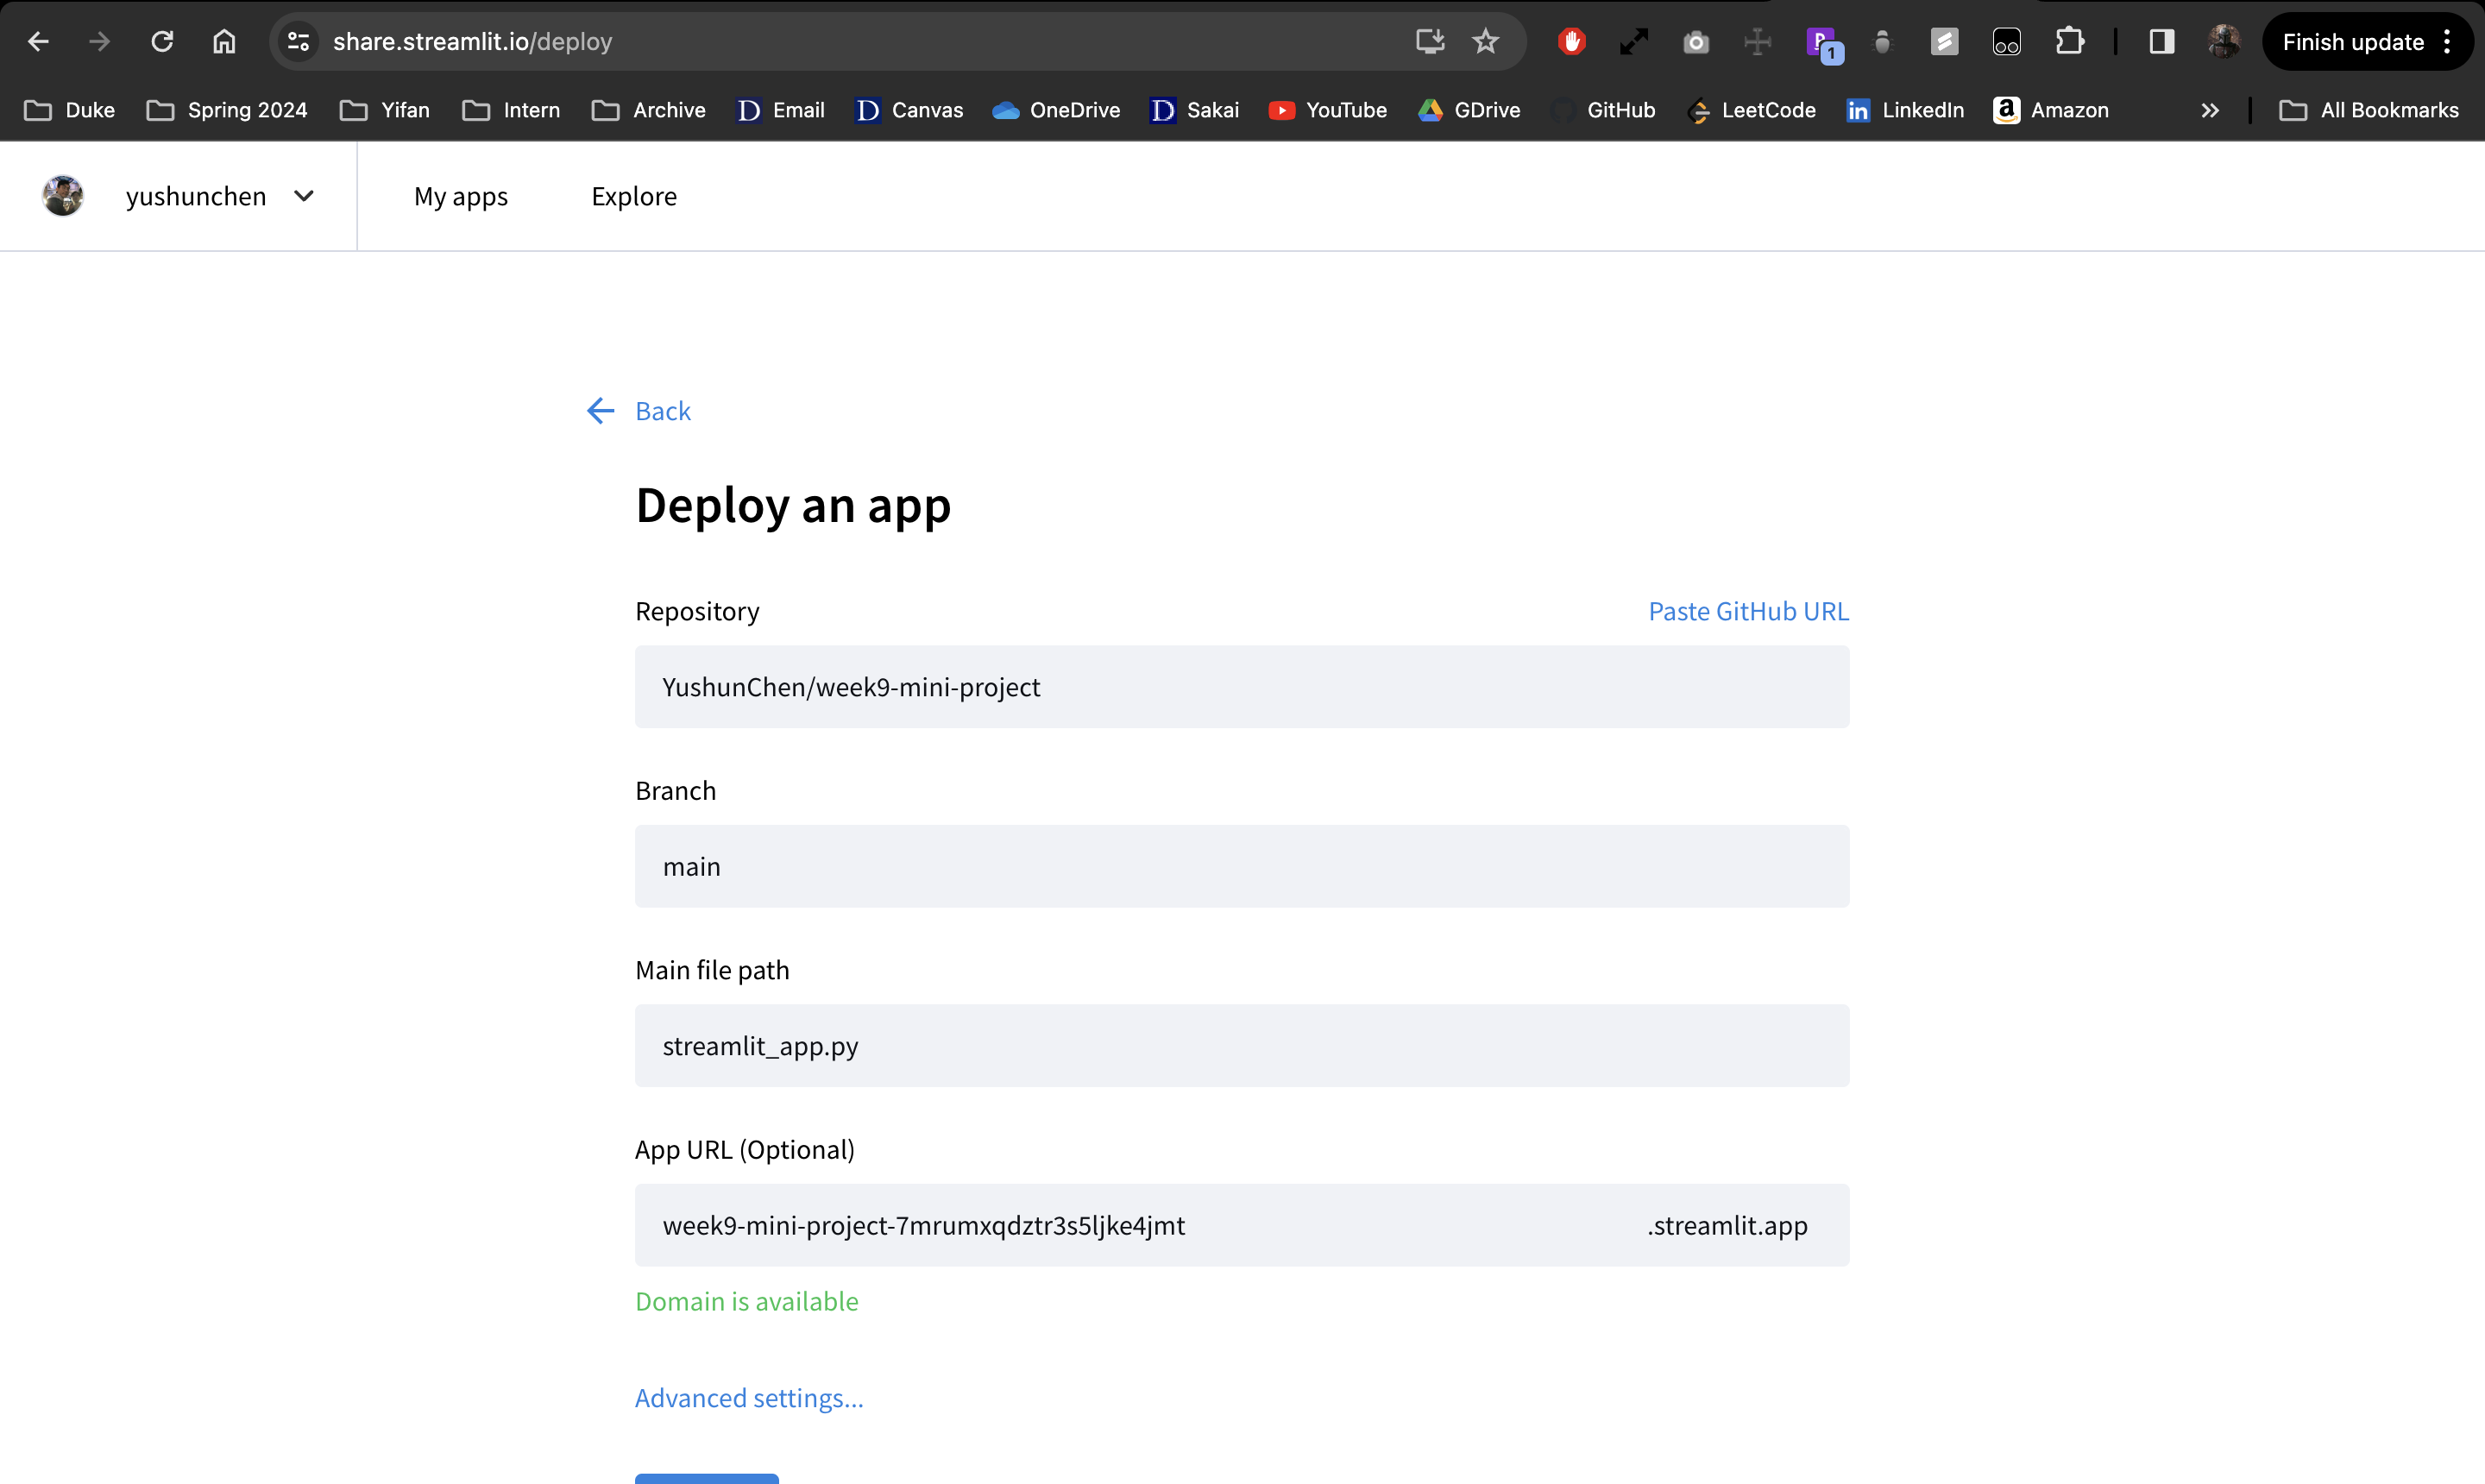 share.streamlit.io/deploy
1
Finish update
Duke
Spring 2024
Yifan
Intern
Archive
D Email
D Canvas
OneDrive
D Sakai
YouTube
GDrive
GitHub
LeetCode
in LinkedIn
a Amazon
All Bookmarks
yushunchen
My apps
Explore
Back
Deploy an app
Repository
Paste GitHub URL
YushunChen/week9-mini-project
Branch
main
Main file path
streamlit_app.py
App URL (Optional)
week9-mini-project-7mrumxqdztr3s5ljke4jmt
.streamlit.app
Domain is available
Advanced settings...